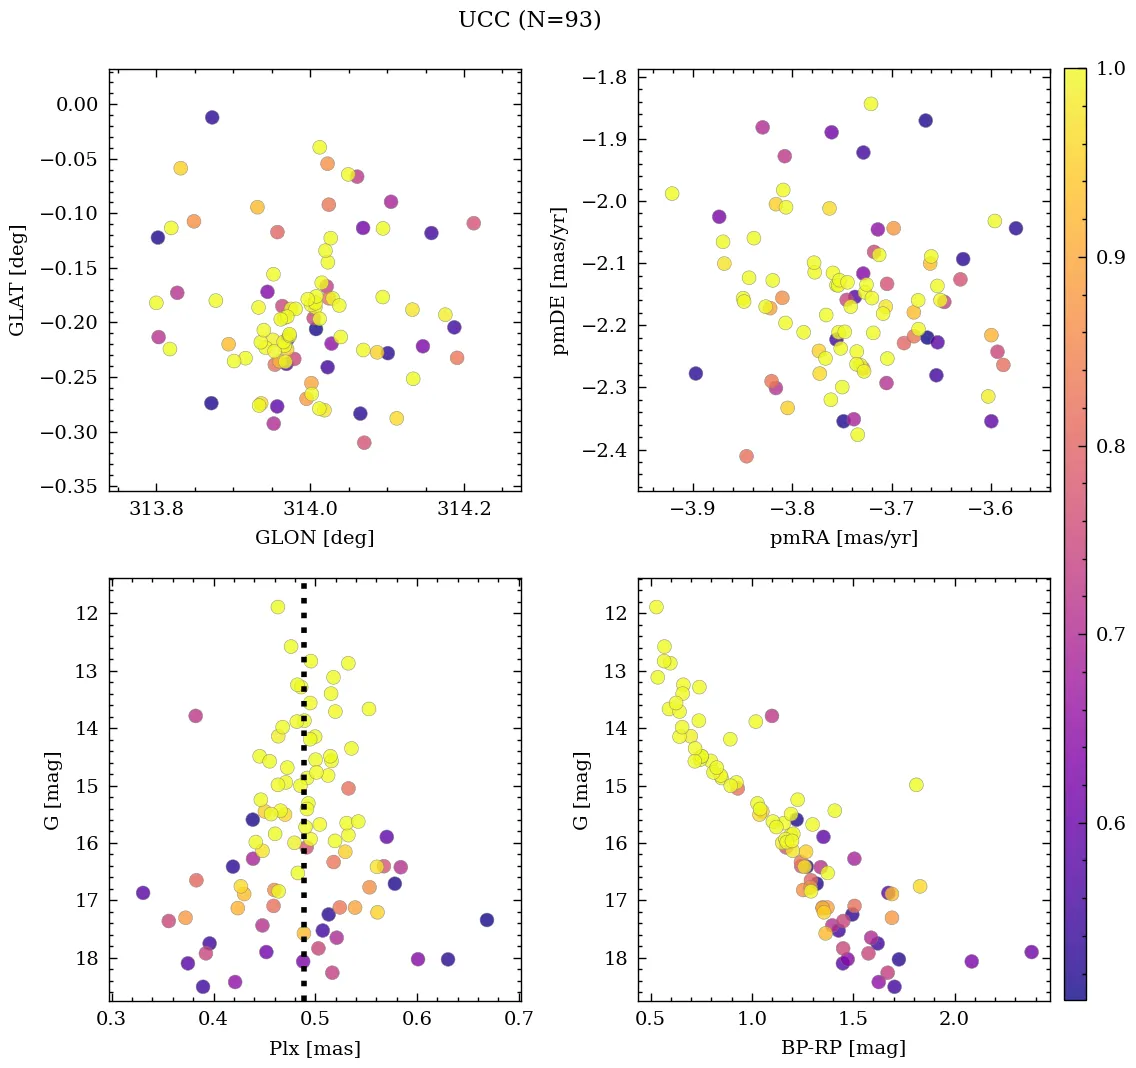 UCC (N=93)
0.00
−0.05
−0.10
−0.15
−0.20
−0.25
−0.30
−0.35
GLAT [deg]
313.8 314.0 314.2
GLON [deg]
−1.8
−1.9
−2.0
−2.1
−2.2
−2.3
−2.4
pmDE [mas/yr]
−3.9 −3.8 −3.7 −3.6
pmRA [mas/yr]
1.0
0.9
0.8
0.7
0.6
12
13
14
15
16
17
18
G [mag]
0.3 0.4 0.5 0.6 0.7
Plx [mas]
12
13
14
15
16
17
18
G [mag]
0.5 1.0 1.5 2.0
BP-RP [mag]